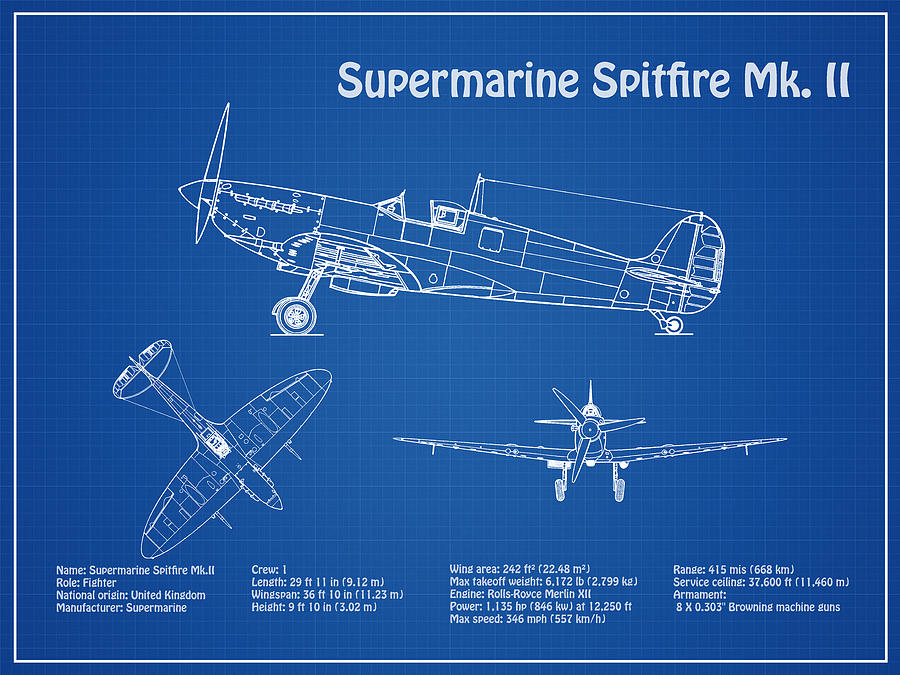 Supermarine Spitfire Mk. II
Name: Supermarine Spitfire Mk.II
Role: Fighter
National origin: United Kingdom
Manufacturer: Supermarine
Crew: 1
Length: 29 ft 11 in (9.12 m)
Wingspan: 36 ft 10 in (11.23 m)
Height: 9 ft 10 in (3.02 m)
Wing area: 242 ft² (22.48 m²)
Max takeoff weight: 6,172 lb (2,799 kg)
Engine: Rolls-Royce Merlin XII
Power: 1,135 hp (846 kw) at 12,250 ft
Max speed: 346 mph (557 km/h)
Range: 415 mis (668 km)
Service ceiling: 37,600 ft (11,460 m)
Armament:
8 X 0.303" Browning machine guns